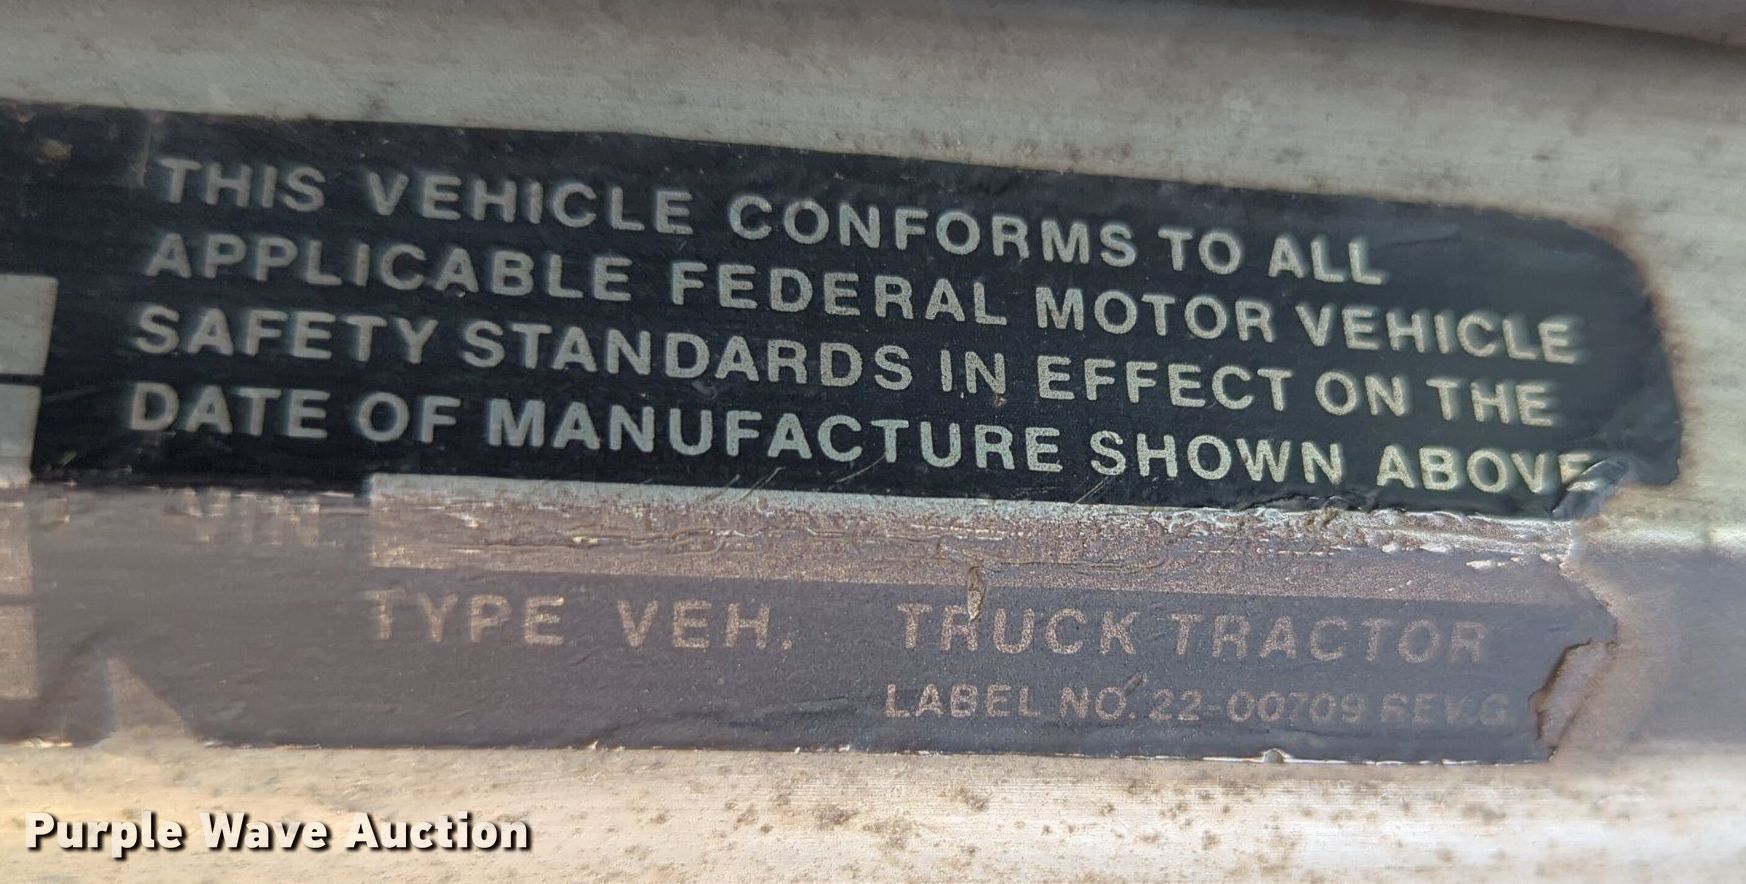 THIS VEHICLE CONFORMS TO ALL
APPLICABLE FEDERAL MOTOR VEHICLE
SAFETY STANDARDS IN EFFECT ON THE
DATE OF MANUFACTURE SHOWN ABOVE
VIN
TYPE VEH. TRUCK TRACTOR
LABEL NO. 22-00709 REV.G
Purple Wave Auction